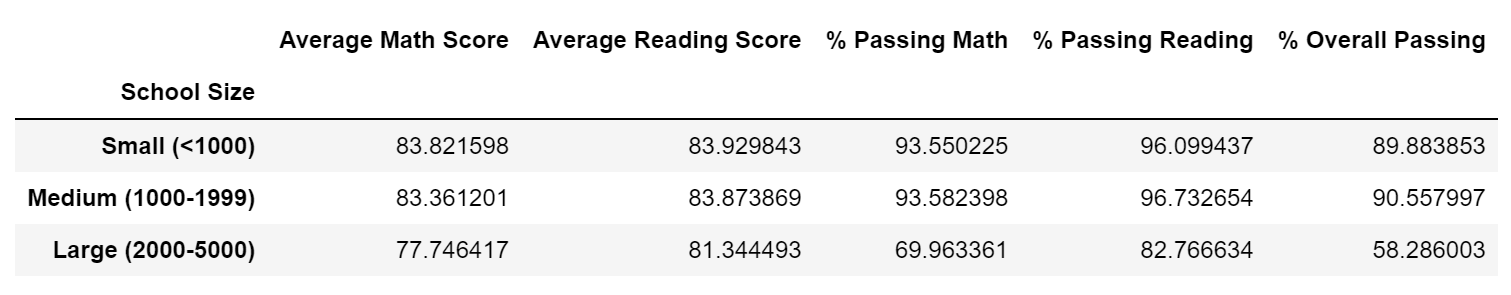 Average Math Score Average Reading Score % Passing Math % Passing Reading % Overall Passing
School Size
Small (<1000) 83.821598 83.929843 93.550225 96.099437 89.883853
Medium (1000-1999) 83.361201 83.873869 93.582398 96.732654 90.557997
Large (2000-5000) 77.746417 81.344493 69.963361 82.766634 58.286003